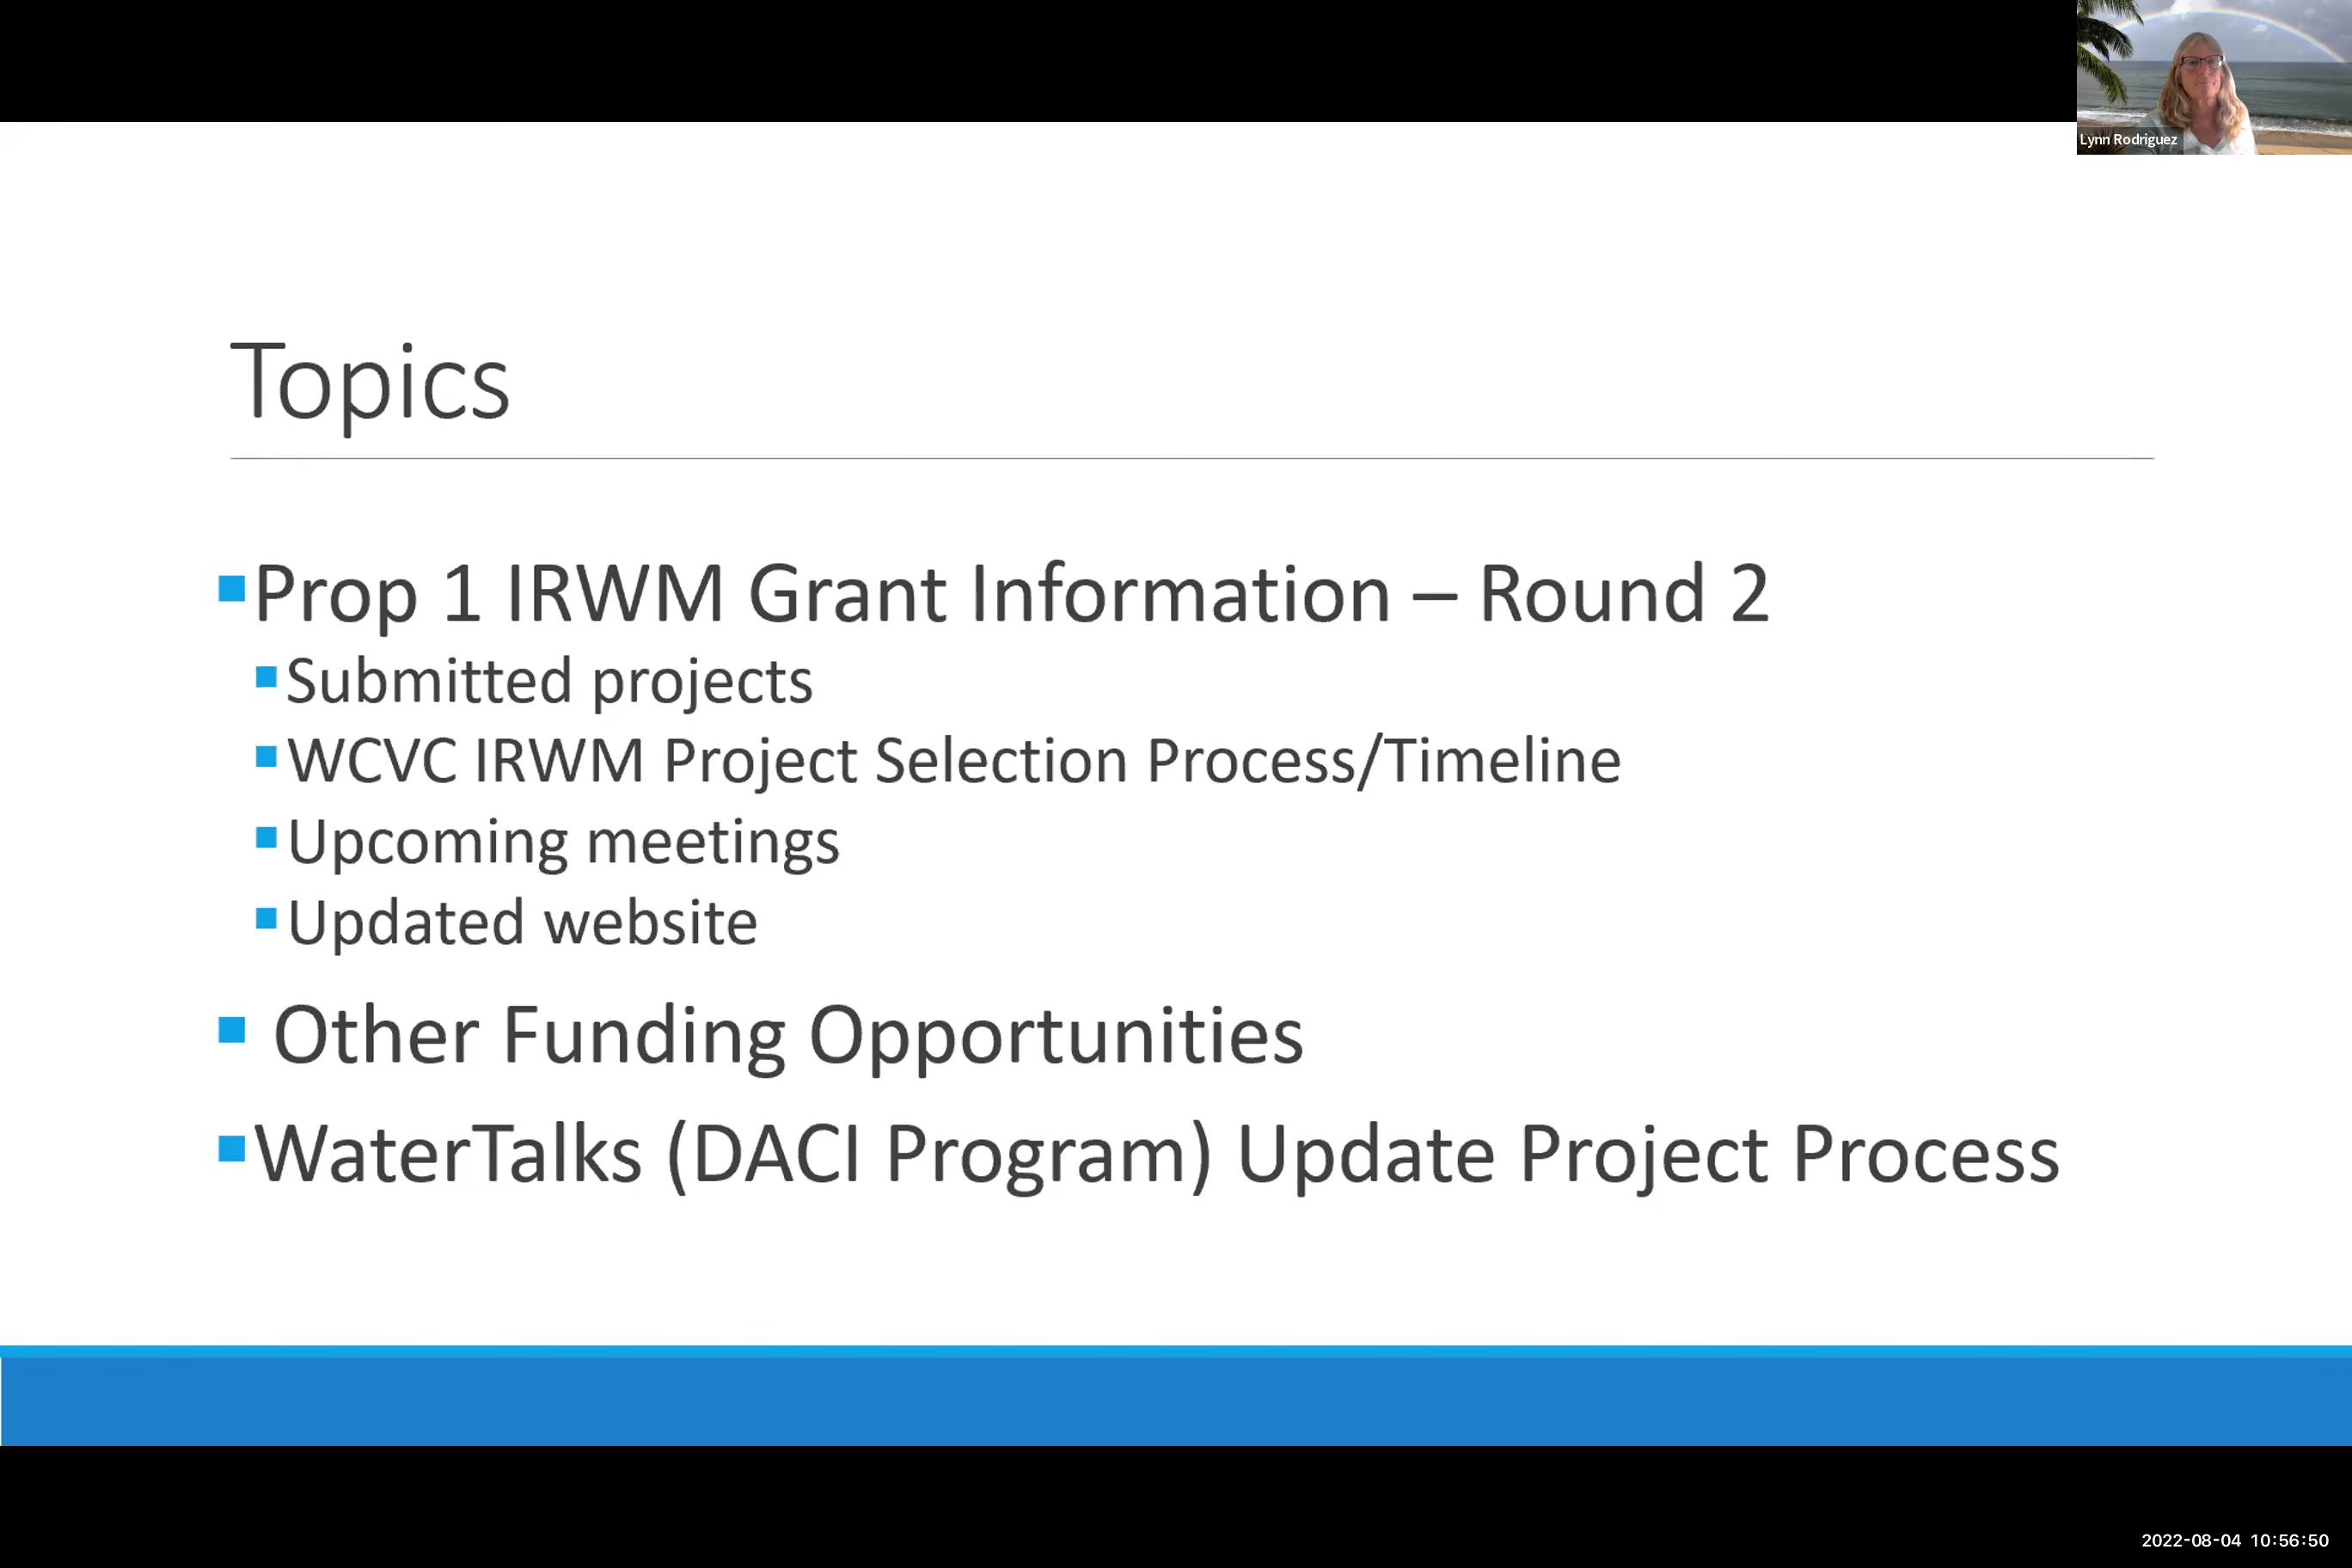 Lynn Rodriguez
Topics
Prop 1 IRWM Grant Information – Round 2
Submitted projects
WCVC IRWM Project Selection Process/Timeline
Upcoming meetings
Updated website
Other Funding Opportunities
WaterTalks (DACI Program) Update Project Process
2022-08-04 10:56:50